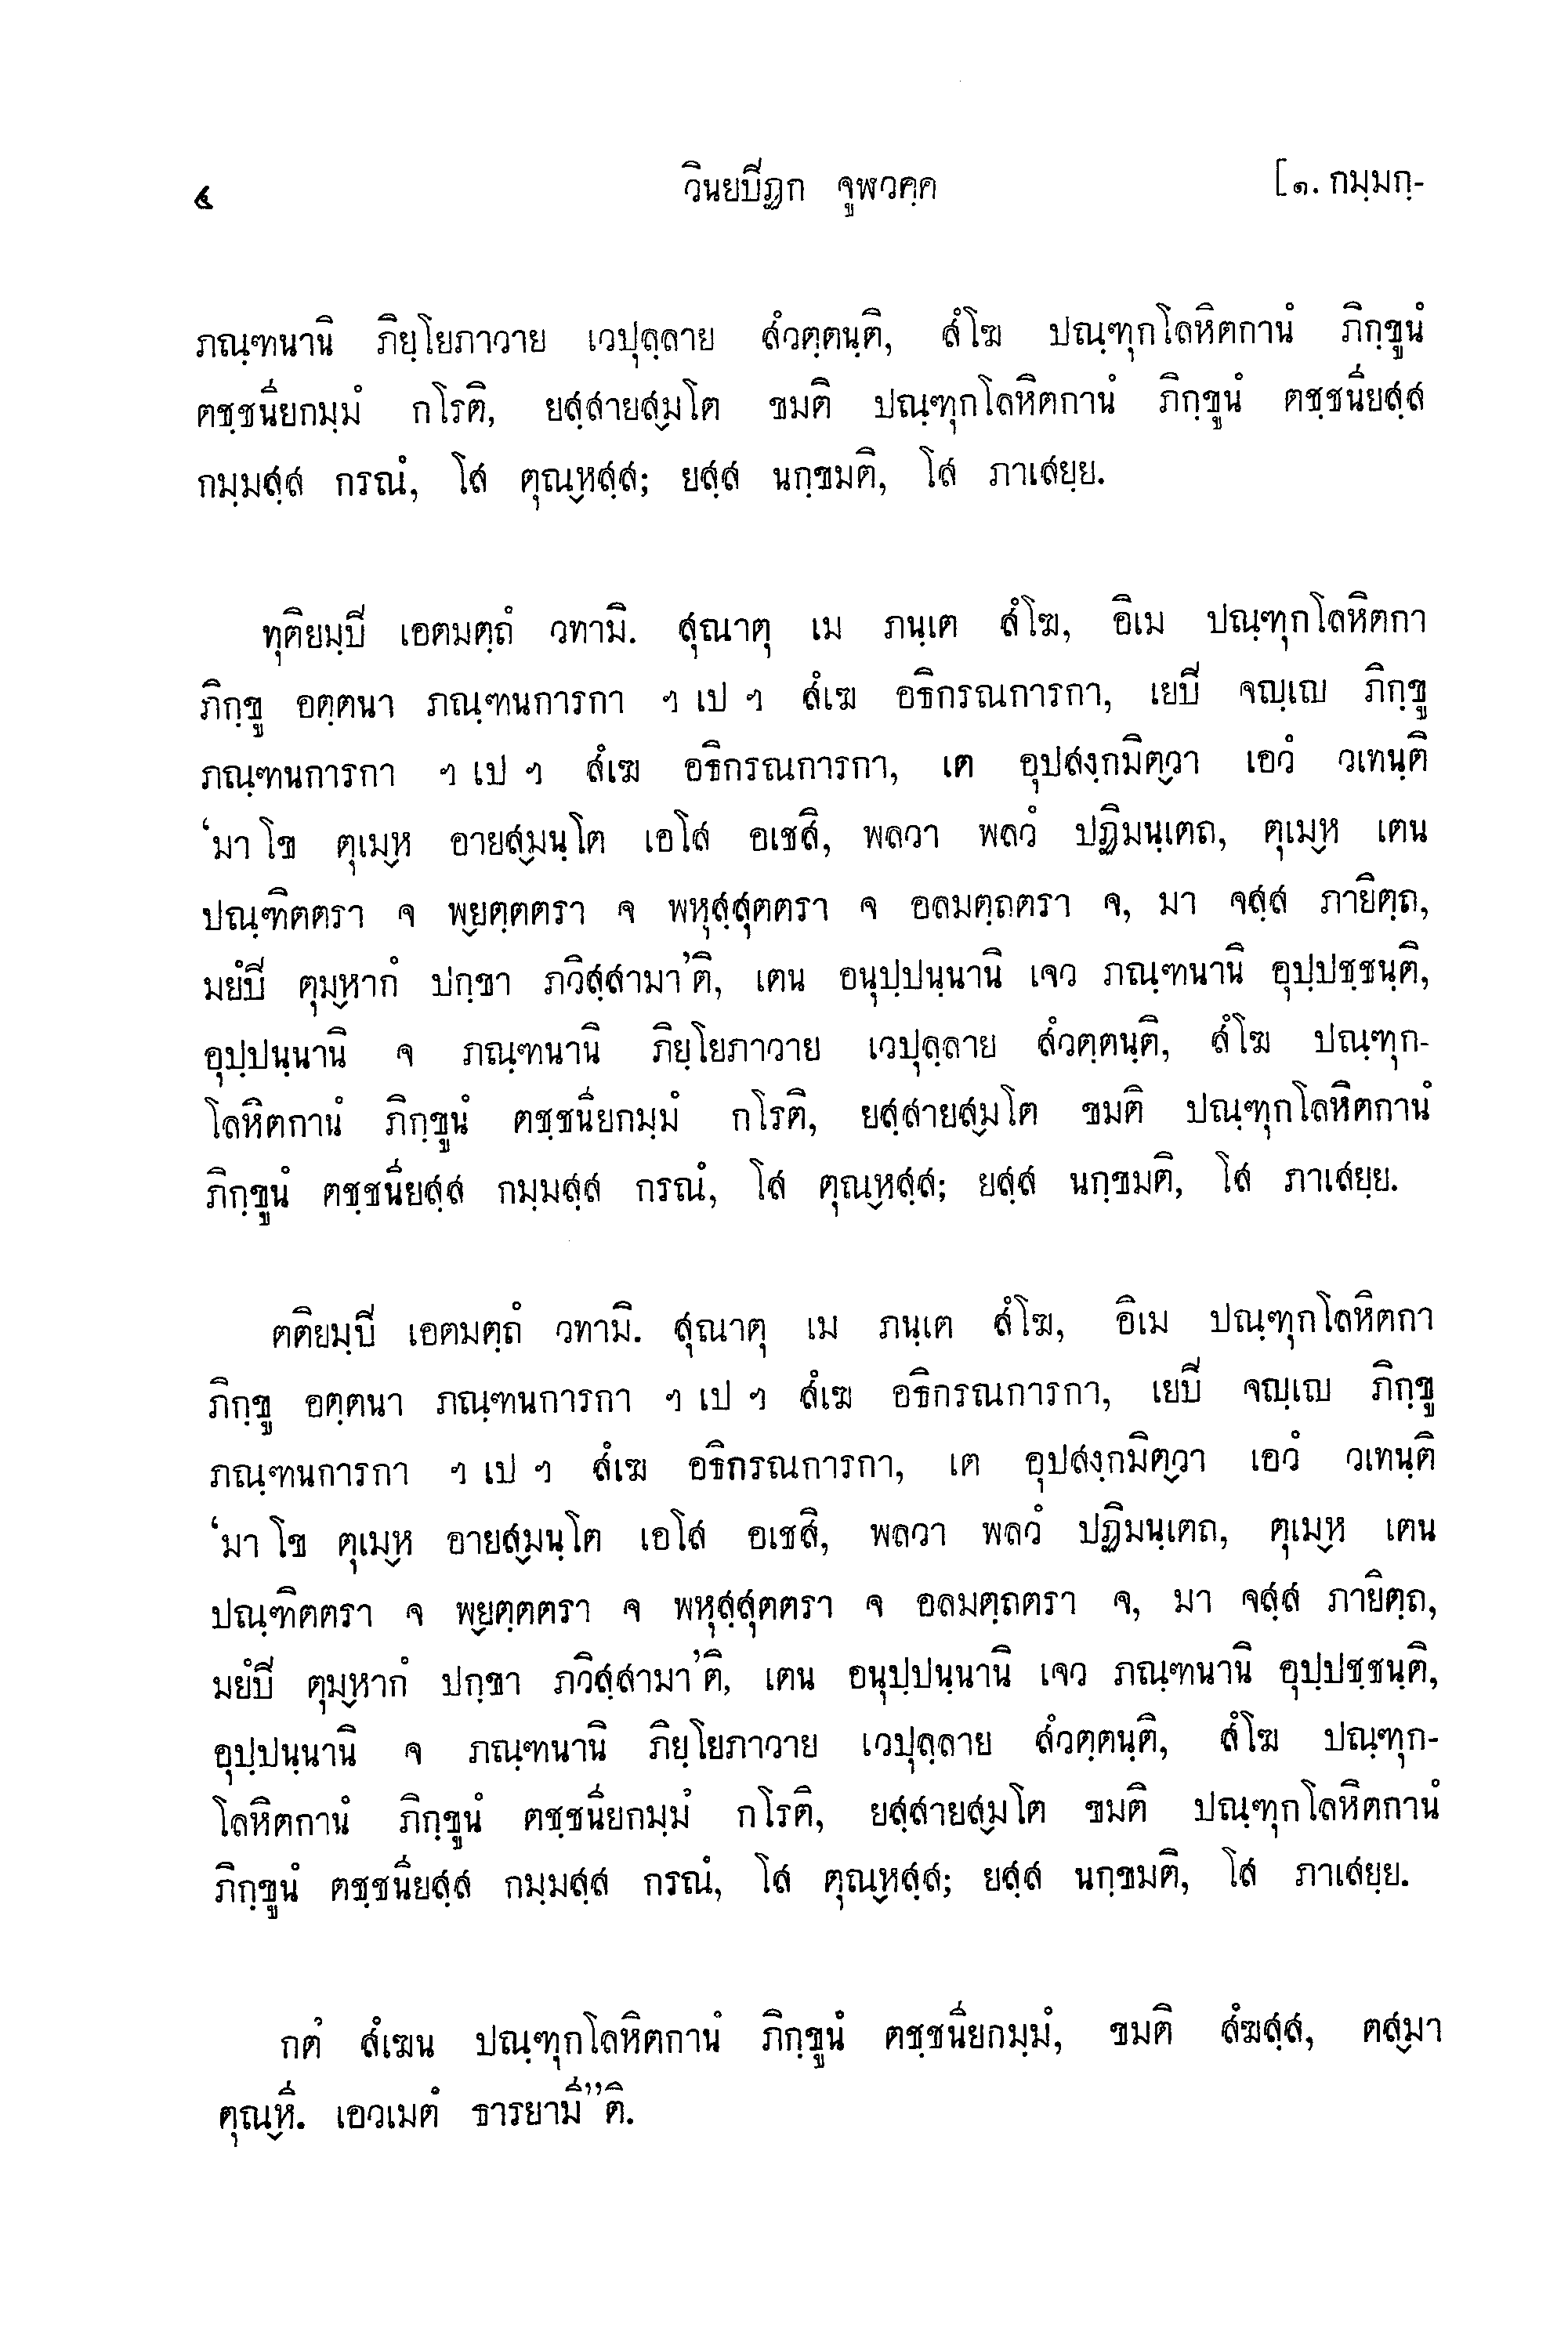 ๔ วินยปิฏก จูฬวคฺค [๑. กมฺมกฺ-
ภณฺฑนานิ ภิยฺโยภาวาย เวปุลฺลาย สํวตฺตนฺติ, สํโฆ ปณฺฑุกโลหิตกานํ ภิกฺขูนํ
ตชฺชนียกมฺมํ กโรติ, ยสฺสายสฺมโต ขมติ ปณฺฑุกโลหิตกานํ ภิกฺขูนํ ตชฺชนียสฺส
กมฺมสฺส กรณํ, โส ตุณฺหสฺส; ยสฺส นกฺขมติ, โส ภาเสยฺย.
ทุติยมฺปิ เอตมตฺถํ วทามิ. สุณาตุ เม ภนฺเต สํโฆ, อิเม ปณฺฑุกโลหิตกา
ภิกฺขู อตฺตนา ภณฺฑนการกา ฯ เป ฯ สํเฆ อธิกรณการกา, เยปิ จญฺเญ ภิกฺขู
ภณฺฑนการกา ฯ เป ฯ สํเฆ อธิกรณการกา, เต อุปสงฺกมิตฺวา เอวํ วเทนฺติ
‘มา โข ตุเมฺห อายสฺมนฺโต เอโส อเชสิ, พลวา พลวํ ปฏิมนฺเตถ, ตุเมฺห เตน
ปณฺฑิตตรา จ พฺยตฺตตรา จ พหุสฺสุตตรา จ อลมตฺถตรา จ, มา จสฺส ภายิตฺถ,
มยํปิ ตุมฺหากํ ปกฺขา ภวิสฺสามา’ติ, เตน อนุปฺปนฺนานิ เจว ภณฺฑนานิ อุปฺปชฺชนฺติ,
อุปฺปนฺนานิ จ ภณฺฑนานิ ภิยฺโยภาวาย เวปุลฺลาย สํวตฺตนฺติ, สํโฆ ปณฺฑุก-
โลหิตกานํ ภิกฺขูนํ ตชฺชนียกมฺมํ กโรติ, ยสฺสายสฺมโต ขมติ ปณฺฑุกโลหิตกานํ
ภิกฺขูนํ ตชฺชนียสฺส กมฺมสฺส กรณํ, โส ตุณฺหสฺส; ยสฺส นกฺขมติ, โส ภาเสยฺย.
ตติยมฺปิ เอตมตฺถํ วทามิ. สุณาตุ เม ภนฺเต สํโฆ, อิเม ปณฺฑุกโลหิตกา
ภิกฺขู อตฺตนา ภณฺฑนการกา ฯ เป ฯ สํเฆ อธิกรณการกา, เยปิ จญฺเญ ภิกฺขู
ภณฺฑนการกา ฯ เป ฯ สํเฆ อธิกรณการกา, เต อุปสงฺกมิตฺวา เอวํ วเทนฺติ
‘มา โข ตุเมฺห อายสฺมนฺโต เอโส อเชสิ, พลวา พลวํ ปฏิมนฺเตถ, ตุเมฺห เตน
ปณฺฑิตตรา จ พฺยตฺตตรา จ พหุสฺสุตตรา จ อลมตฺถตรา จ, มา จสฺส ภายิตฺถ,
มยํปิ ตุมฺหากํ ปกฺขา ภวิสฺสามา’ติ, เตน อนุปฺปนฺนานิ เจว ภณฺฑนานิ อุปฺปชฺชนฺติ,
อุปฺปนฺนานิ จ ภณฺฑนานิ ภิยฺโยภาวาย เวปุลฺลาย สํวตฺตนฺติ, สํโฆ ปณฺฑุก-
โลหิตกานํ ภิกฺขูนํ ตชฺชนียกมฺมํ กโรติ, ยสฺสายสฺมโต ขมติ ปณฺฑุกโลหิตกานํ
ภิกฺขูนํ ตชฺชนียสฺส กมฺมสฺส กรณํ, โส ตุณฺหสฺส; ยสฺส นกฺขมติ, โส ภาเสยฺย.
กตํ สํเฆน ปณฺฑุกโลหิตกานํ ภิกฺขูนํ ตชฺชนียกมฺมํ, ขมติ สํฆสฺส, ตสฺมา
ตุณฺหี. เอวเมตํ ธารยามี”ติ.